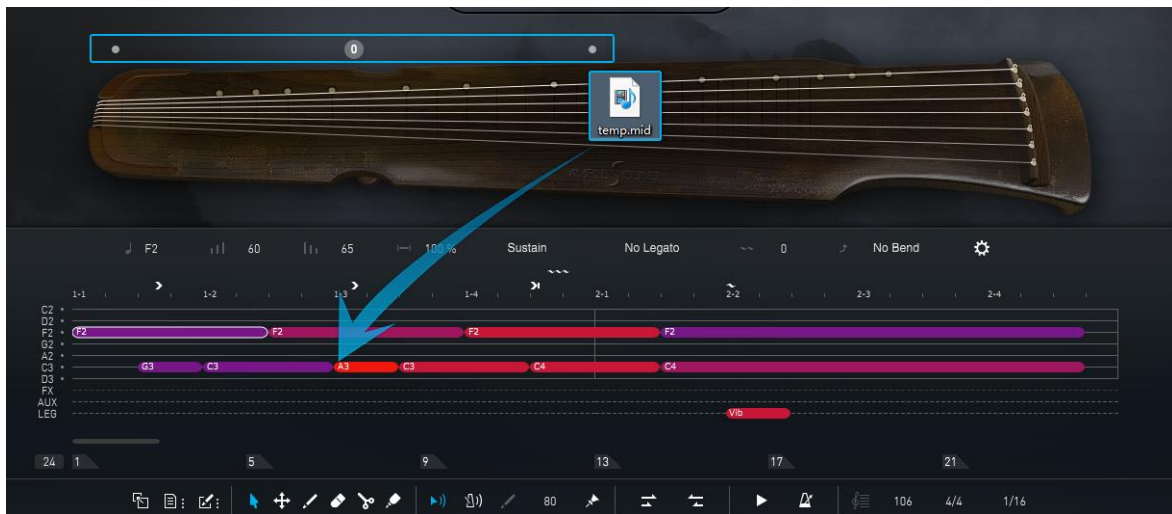 0
temp.mid
F2 60 65 100% Sustain No Legato 0 No Bend
1-1 1-2 1-3 1-4 2-1 2-2 2-3 2-4
C2
D2
F2 F2 F2 F2 F2
G2
A2
C3 G3 C3 A3 C3 C4 C4
D3
FX
AUX
LEG Vib
24 1 5 9 13 17 21
80 106 4/4 1/16